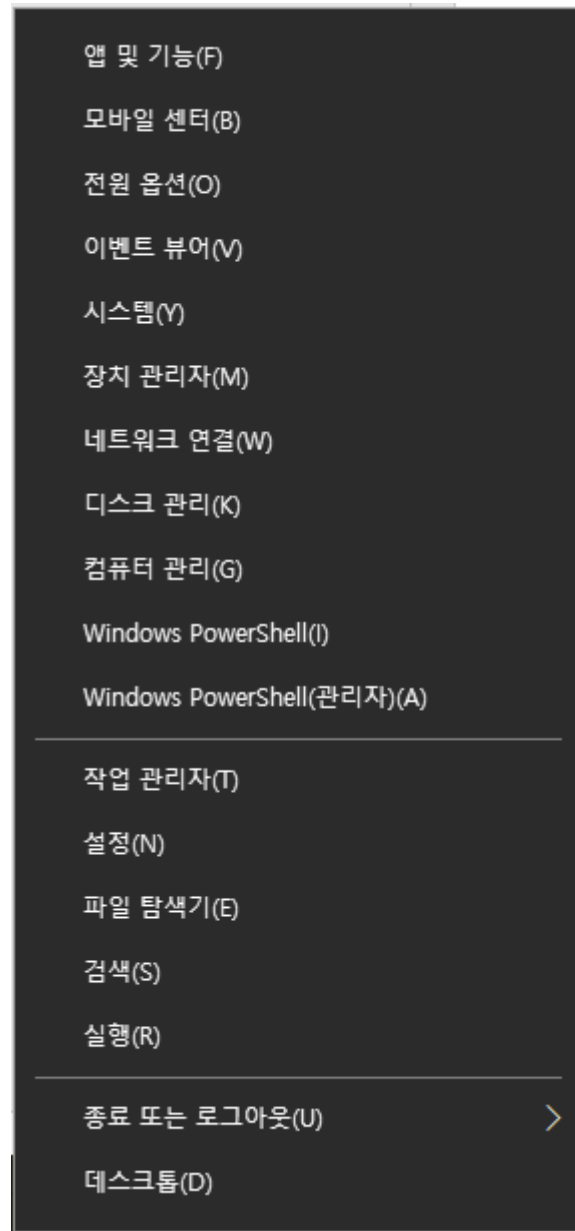 앱 및 기능(F)
모바일 센터(B)
전원 옵션(O)
이벤트 뷰어(V)
시스템(Y)
장치 관리자(M)
네트워크 연결(W)
디스크 관리(K)
컴퓨터 관리(G)
Windows PowerShell(I)
Windows PowerShell(관리자)(A)
작업 관리자(T)
설정(N)
파일 탐색기(E)
검색(S)
실행(R)
종료 또는 로그아웃(U)
데스크톱(D)